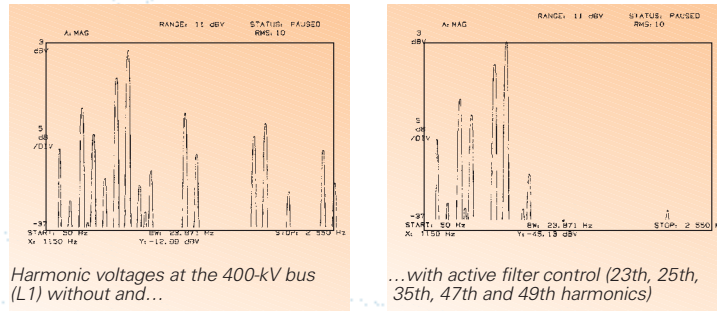 A: MAG
RANGE: 11 dBV
STATUS: PAUSED
RMS: 10
3
dBV
5
dB
/DIV
-37
START: 50 Hz
BW: 23.871 Hz
STOP: 2 550 Hz
X: 1150 Hz
Y: -12.88 dBV
Harmonic voltages at the 400-kV bus
(L1) without and…
A: MAG
RANGE: 11 dBV
STATUS: PAUSED
RMS: 10
3
dBV
5
dB
/DIV
-37
START: 50 Hz
BW: 23.871 Hz
STOP: 2 550 Hz
X: 1150 Hz
Y: -45.13 dBV
…with active filter control (23th, 25th,
35th, 47th and 49th harmonics)